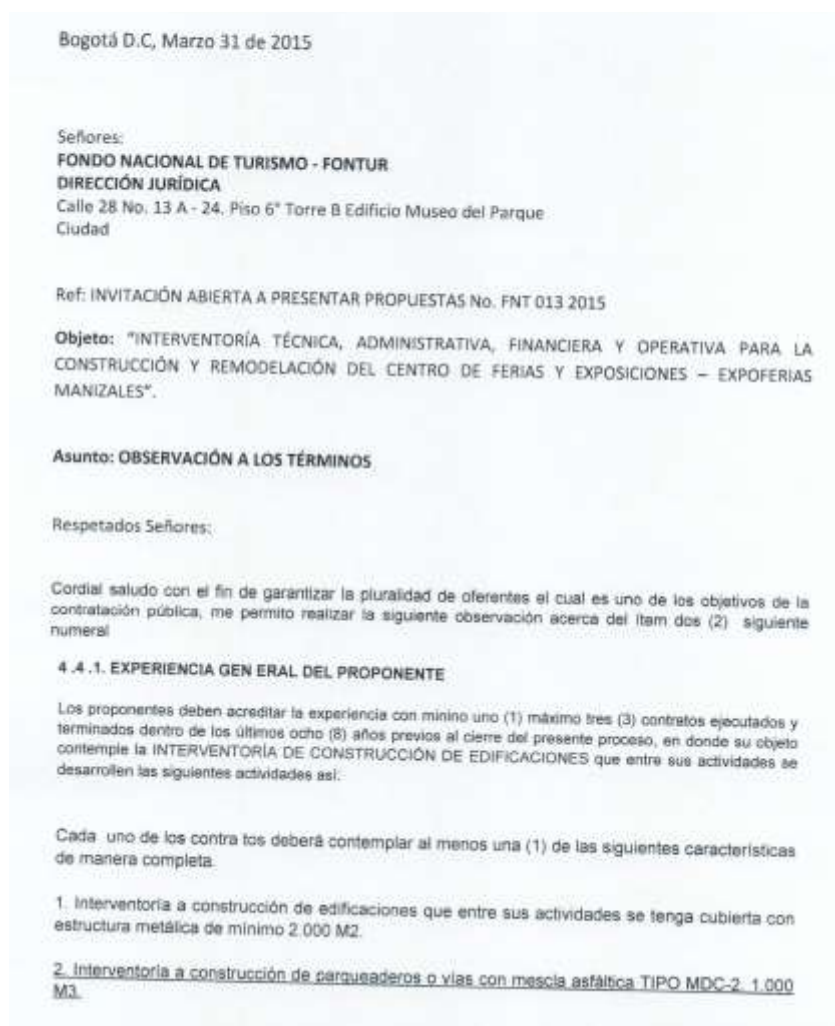 Bogotá D.C, Marzo 31 de 2015
Señores:
FONDO NACIONAL DE TURISMO - FONTUR
DIRECCIÓN JURÍDICA
Calle 28 No. 13 A - 24. Piso 6° Torre B Edificio Museo del Parque
Ciudad
Ref: INVITACIÓN ABIERTA A PRESENTAR PROPUESTAS No. FNT 013 2015
Objeto: "INTERVENTORÍA TÉCNICA, ADMINISTRATIVA, FINANCIERA Y OPERATIVA PARA LA
CONSTRUCCIÓN Y REMODELACIÓN DEL CENTRO DE FERIAS Y EXPOSICIONES – EXPOFERIAS
MANIZALES".
Asunto: OBSERVACIÓN A LOS TÉRMINOS
Respetados Señores:
Cordial saludo con el fin de garantizar la pluralidad de oferentes el cual es uno de los objetivos de la
contratación pública, me permito realizar la siguiente observación acerca del Item dos (2) siguiente
numeral
4 .4 .1. EXPERIENCIA GEN ERAL DEL PROPONENTE
Los proponentes deben acreditar la experiencia con minino uno (1) máximo tres (3) contratos ejecutados y
terminados dentro de los últimos ocho (8) años previos al cierre del presente proceso, en donde su objeto
contemple la INTERVENTORÍA DE CONSTRUCCIÓN DE EDIFICACIONES que entre sus actividades se
desarrollen las siguientes actividades así:
Cada uno de los contra tos deberá contemplar al menos una (1) de las siguientes características
de manera completa.
1. Interventoría a construcción de edificaciones que entre sus actividades se tenga cubierta con
estructura metálica de mínimo 2.000 M2.
2. Interventoría a construcción de parqueaderos o vías con mescla asfáltica TIPO MDC-2. 1.000
M3.